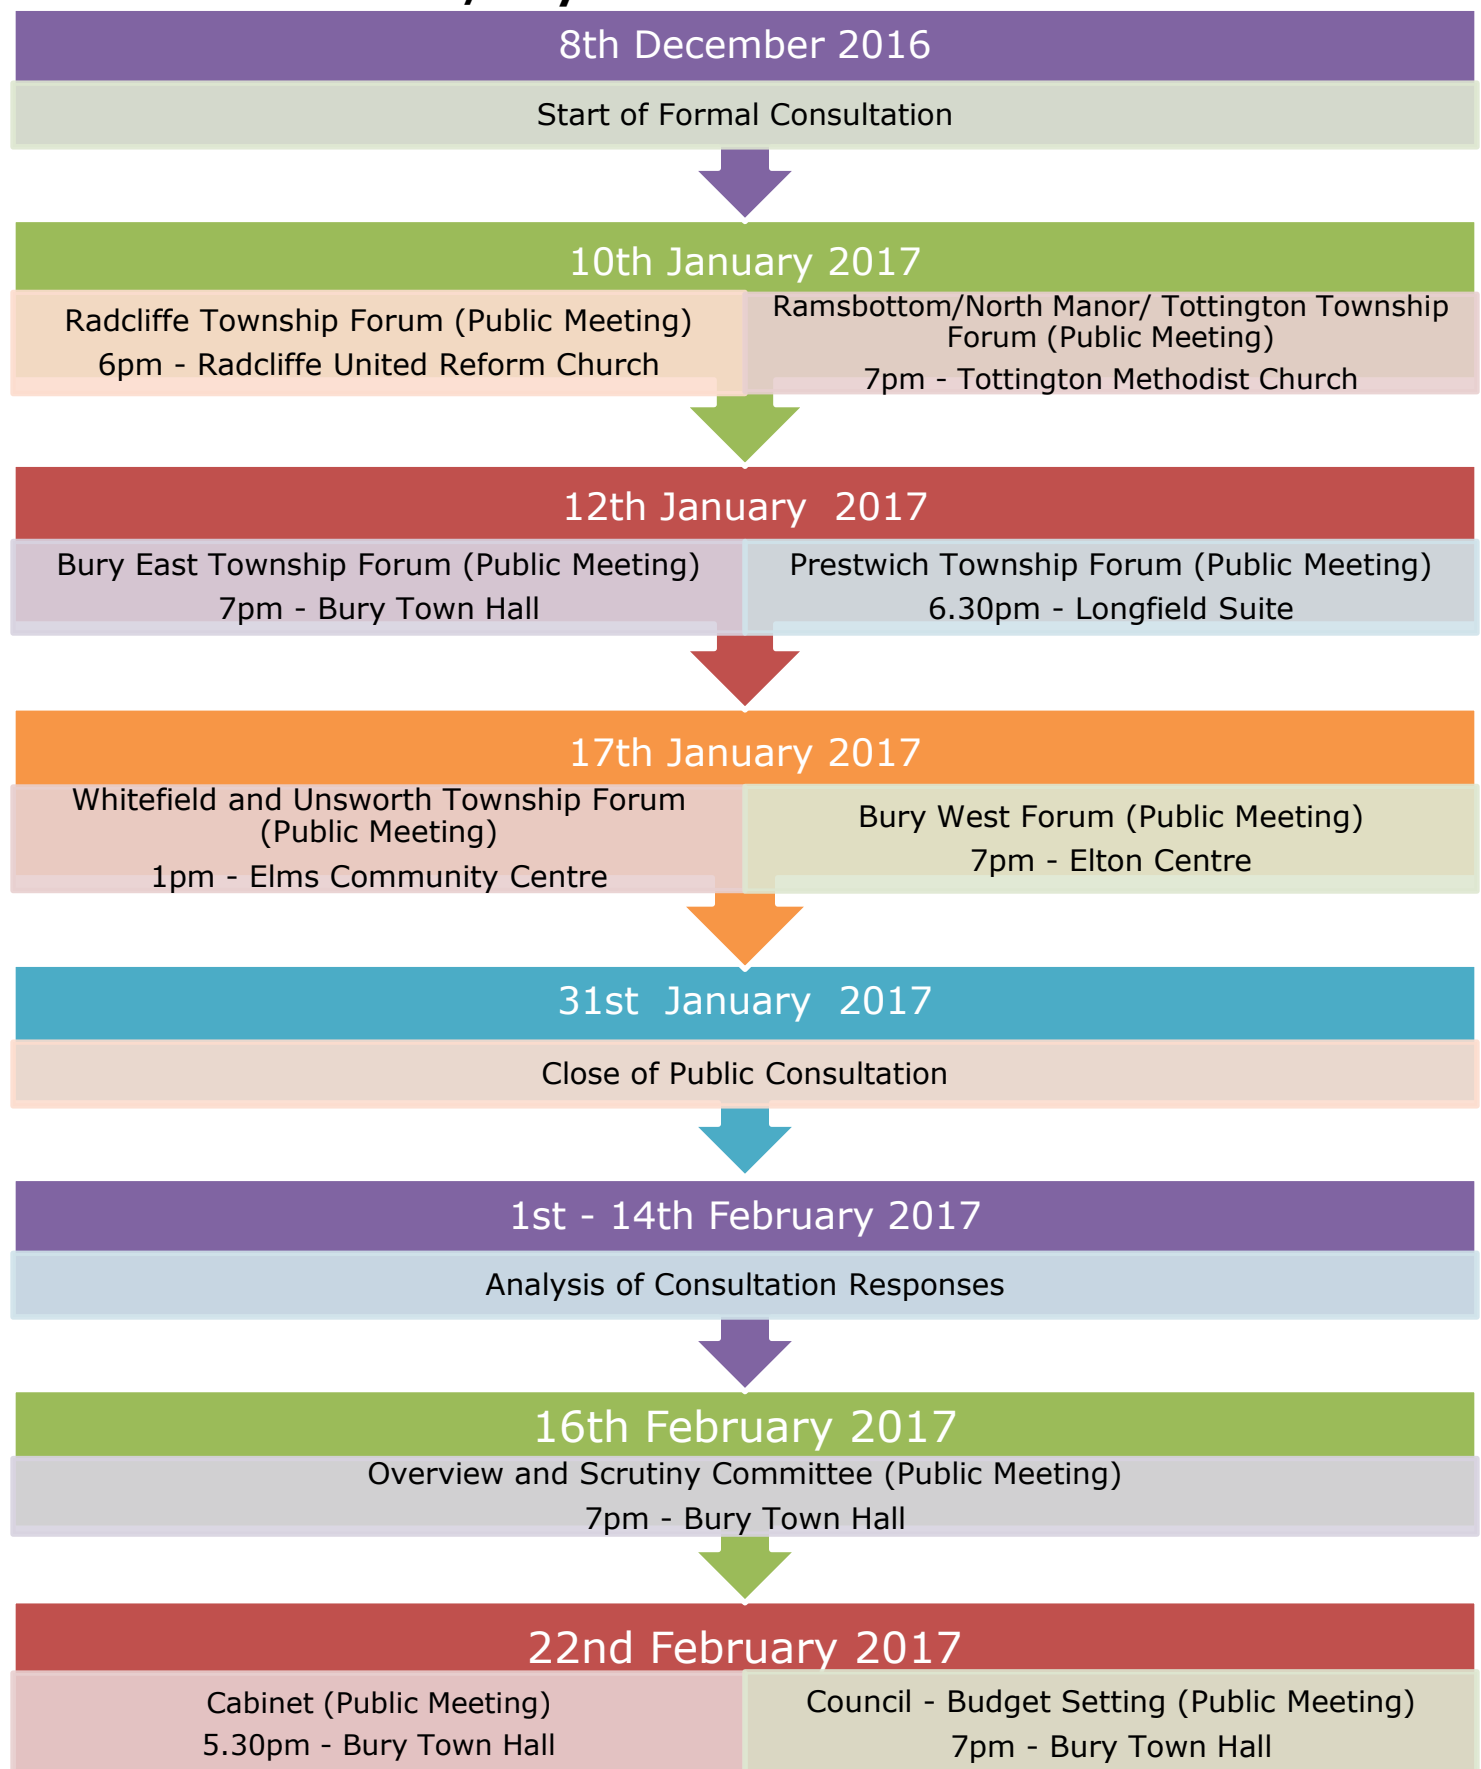 8th December 2016
Start of Formal Consultation
10th January 2017
Radcliffe Township Forum (Public Meeting)
6pm - Radcliffe United Reform Church
Ramsbottom/North Manor/ Tottington Township
Forum (Public Meeting)
7pm - Tottington Methodist Church
12th January 2017
Bury East Township Forum (Public Meeting)
7pm - Bury Town Hall
Prestwich Township Forum (Public Meeting)
6.30pm - Longfield Suite
17th January 2017
Whitefield and Unsworth Township Forum
(Public Meeting)
1pm - Elms Community Centre
Bury West Forum (Public Meeting)
7pm - Elton Centre
31st January 2017
Close of Public Consultation
1st - 14th February 2017
Analysis of Consultation Responses
16th February 2017
Overview and Scrutiny Committee (Public Meeting)
7pm - Bury Town Hall
22nd February 2017
Cabinet (Public Meeting)
5.30pm - Bury Town Hall
Council - Budget Setting (Public Meeting)
7pm - Bury Town Hall